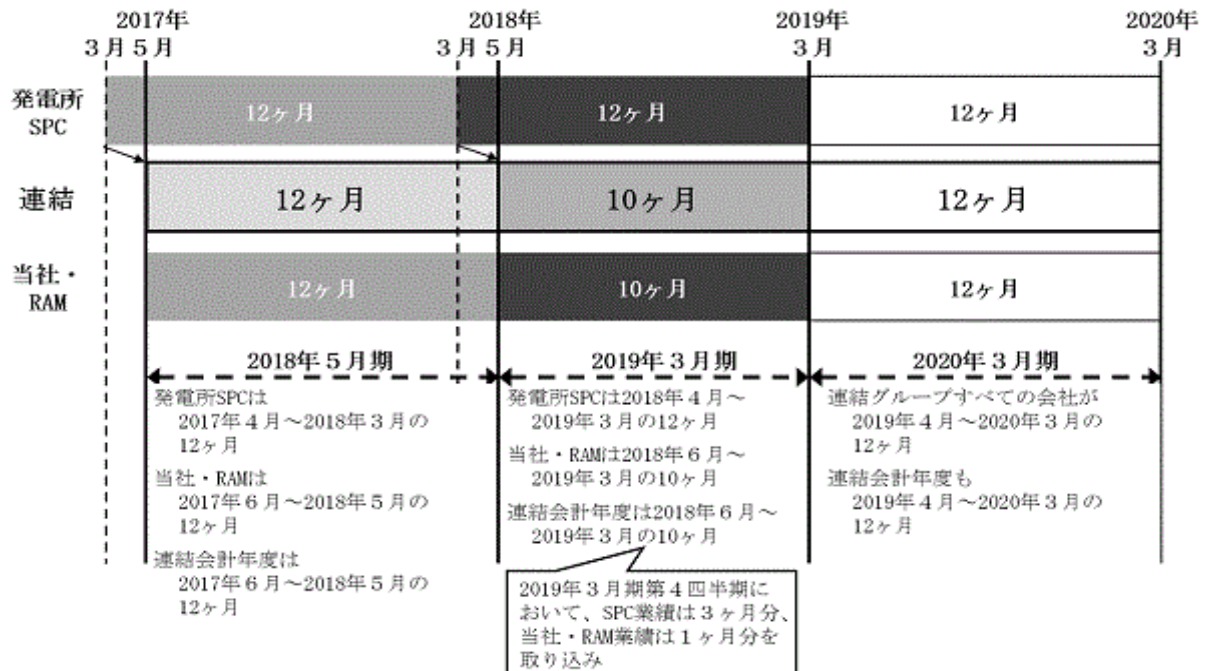 2017年
３月５月
2018年
３月５月
2019年
３月
2020年
３月
発電所
SPC
12ヶ月
12ヶ月
12ヶ月
連結
12ヶ月
10ヶ月
12ヶ月
当社・
RAM
12ヶ月
10ヶ月
12ヶ月
2018年５月期
2019年３月期
2020年３月期
発電所SPCは
2017年４月～2018年３月の
12ヶ月
当社・RAMは
2017年６月～2018年５月の
12ヶ月
連結会計年度は
2017年６月～2018年５月の
12ヶ月
発電所SPCは2018年４月～
2019年３月の12ヶ月
当社・RAMは2018年６月～
2019年３月の10ヶ月
連結会計年度は2018年６月～
2019年３月の10ヶ月
2019年３月期第４四半期に
おいて、SPC業績は３ヶ月分、
当社・RAM業績は１ヶ月分を
取り込み
連結グループすべての会社が
2019年４月～2020年３月の
12ヶ月
連結会計年度も
2019年４月～2020年３月の
12ヶ月